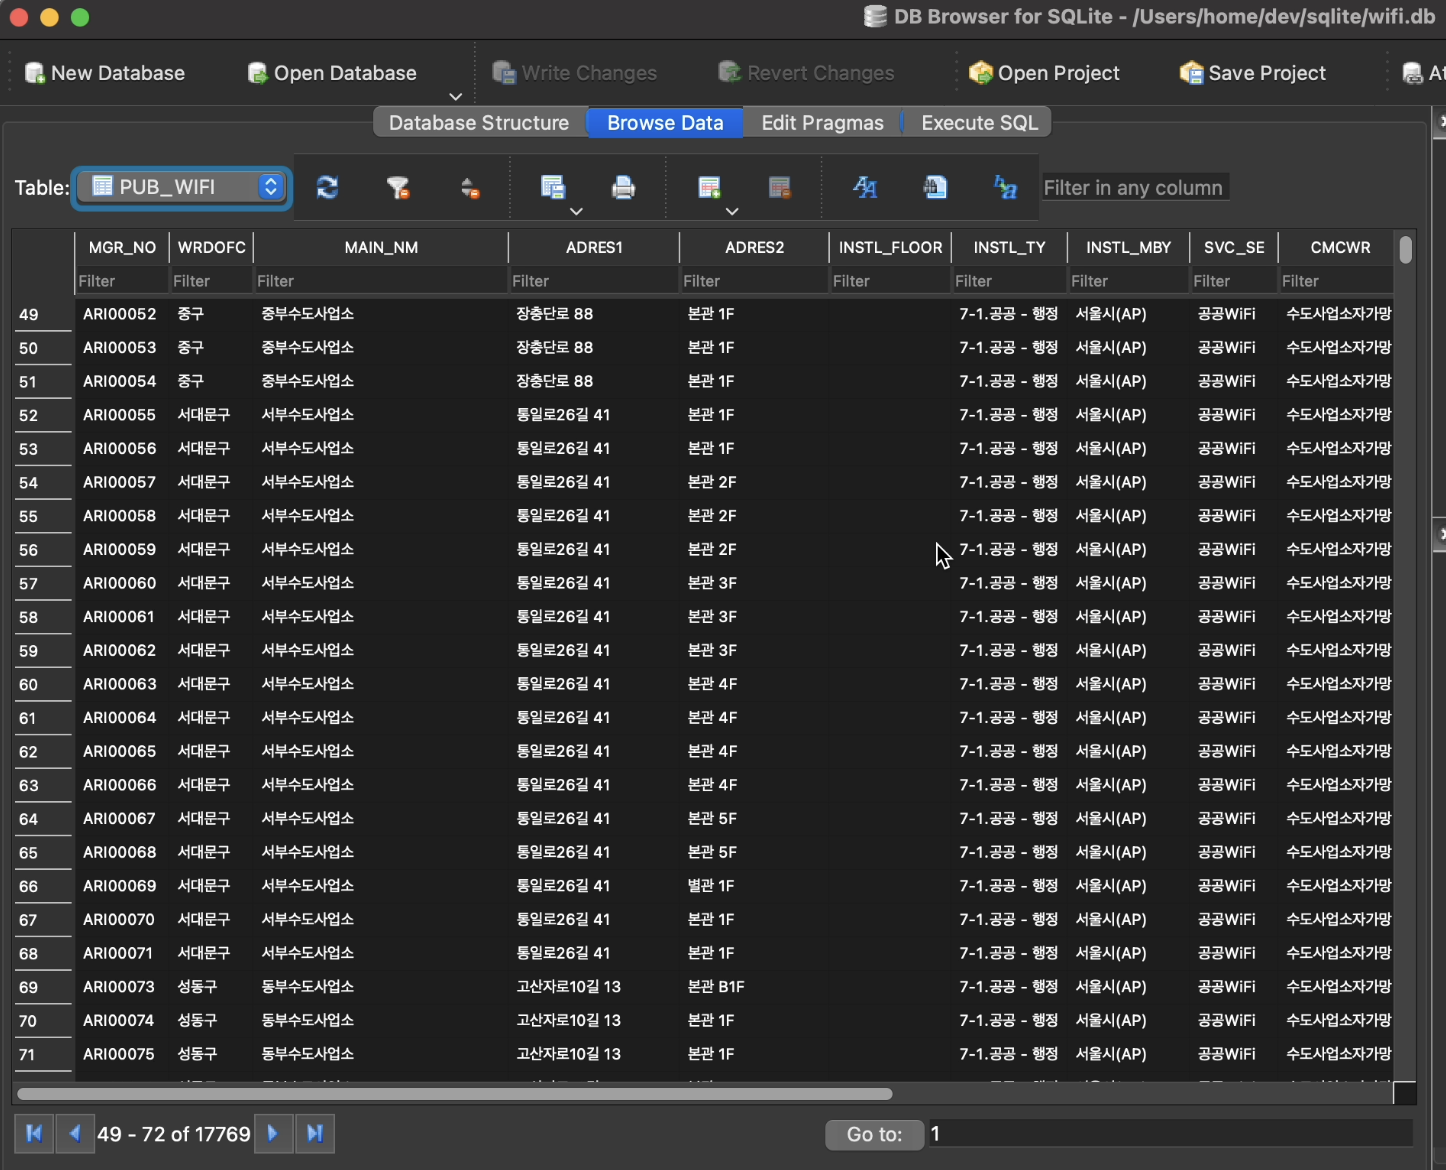 DB Browser for SQLite - /Users/home/dev/sqlite/wifi.db
New Database Open Database Write Changes Revert Changes Open Project Save Project
Database Structure Browse Data Edit Pragmas Execute SQL
Table: PUB_WIFI Filter in any column
MGR_NO WRDOFC MAIN_NM ADRES1 ADRES2 INSTL_FLOOR INSTL_TY INSTL_MBY SVC_SE CMCWR
Filter Filter Filter Filter Filter Filter Filter Filter Filter Filter
49 ARI00052 중구 중부수도사업소 장충단로 88 본관 1F 7-1.공공 - 행정 서울시(AP) 공공WiFi 수도사업소자가망
50 ARI00053 중구 중부수도사업소 장충단로 88 본관 1F 7-1.공공 - 행정 서울시(AP) 공공WiFi 수도사업소자가망
51 ARI00054 중구 중부수도사업소 장충단로 88 본관 1F 7-1.공공 - 행정 서울시(AP) 공공WiFi 수도사업소자가망
52 ARI00055 서대문구 서부수도사업소 통일로26길 41 본관 1F 7-1.공공 - 행정 서울시(AP) 공공WiFi 수도사업소자가망
53 ARI00056 서대문구 서부수도사업소 통일로26길 41 본관 1F 7-1.공공 - 행정 서울시(AP) 공공WiFi 수도사업소자가망
54 ARI00057 서대문구 서부수도사업소 통일로26길 41 본관 2F 7-1.공공 - 행정 서울시(AP) 공공WiFi 수도사업소자가망
55 ARI00058 서대문구 서부수도사업소 통일로26길 41 본관 2F 7-1.공공 - 행정 서울시(AP) 공공WiFi 수도사업소자가망
56 ARI00059 서대문구 서부수도사업소 통일로26길 41 본관 2F 7-1.공공 - 행정 서울시(AP) 공공WiFi 수도사업소자가망
57 ARI00060 서대문구 서부수도사업소 통일로26길 41 본관 3F 7-1.공공 - 행정 서울시(AP) 공공WiFi 수도사업소자가망
58 ARI00061 서대문구 서부수도사업소 통일로26길 41 본관 3F 7-1.공공 - 행정 서울시(AP) 공공WiFi 수도사업소자가망
59 ARI00062 서대문구 서부수도사업소 통일로26길 41 본관 3F 7-1.공공 - 행정 서울시(AP) 공공WiFi 수도사업소자가망
60 ARI00063 서대문구 서부수도사업소 통일로26길 41 본관 4F 7-1.공공 - 행정 서울시(AP) 공공WiFi 수도사업소자가망
61 ARI00064 서대문구 서부수도사업소 통일로26길 41 본관 4F 7-1.공공 - 행정 서울시(AP) 공공WiFi 수도사업소자가망
62 ARI00065 서대문구 서부수도사업소 통일로26길 41 본관 4F 7-1.공공 - 행정 서울시(AP) 공공WiFi 수도사업소자가망
63 ARI00066 서대문구 서부수도사업소 통일로26길 41 본관 4F 7-1.공공 - 행정 서울시(AP) 공공WiFi 수도사업소자가망
64 ARI00067 서대문구 서부수도사업소 통일로26길 41 본관 5F 7-1.공공 - 행정 서울시(AP) 공공WiFi 수도사업소자가망
65 ARI00068 서대문구 서부수도사업소 통일로26길 41 본관 5F 7-1.공공 - 행정 서울시(AP) 공공WiFi 수도사업소자가망
66 ARI00069 서대문구 서부수도사업소 통일로26길 41 별관 1F 7-1.공공 - 행정 서울시(AP) 공공WiFi 수도사업소자가망
67 ARI00070 서대문구 서부수도사업소 통일로26길 41 본관 1F 7-1.공공 - 행정 서울시(AP) 공공WiFi 수도사업소자가망
68 ARI00071 서대문구 서부수도사업소 통일로26길 41 본관 1F 7-1.공공 - 행정 서울시(AP) 공공WiFi 수도사업소자가망
69 ARI00073 성동구 동부수도사업소 고산자로10길 13 본관 B1F 7-1.공공 - 행정 서울시(AP) 공공WiFi 수도사업소자가망
70 ARI00074 성동구 동부수도사업소 고산자로10길 13 본관 1F 7-1.공공 - 행정 서울시(AP) 공공WiFi 수도사업소자가망
71 ARI00075 성동구 동부수도사업소 고산자로10길 13 본관 1F 7-1.공공 - 행정 서울시(AP) 공공WiFi 수도사업소자가망
49 - 72 of 17769 Go to: 1